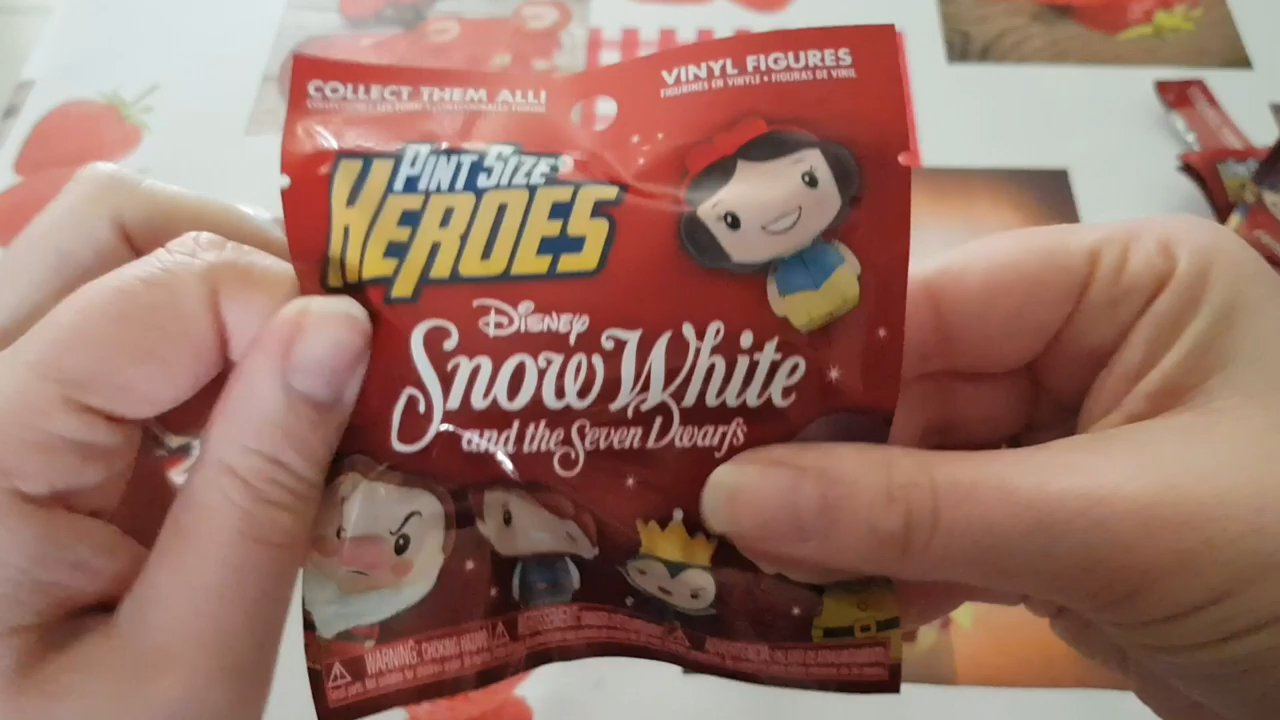 COLLECT THEM ALL!
VINYL FIGURES
FIGURINES EN VINYLE • FIGURAS DE VINIL
PINT SIZE
HEROES
DISNEY
Snow White
and the Seven Dwarfs
WARNING: CHOKING HAZARD